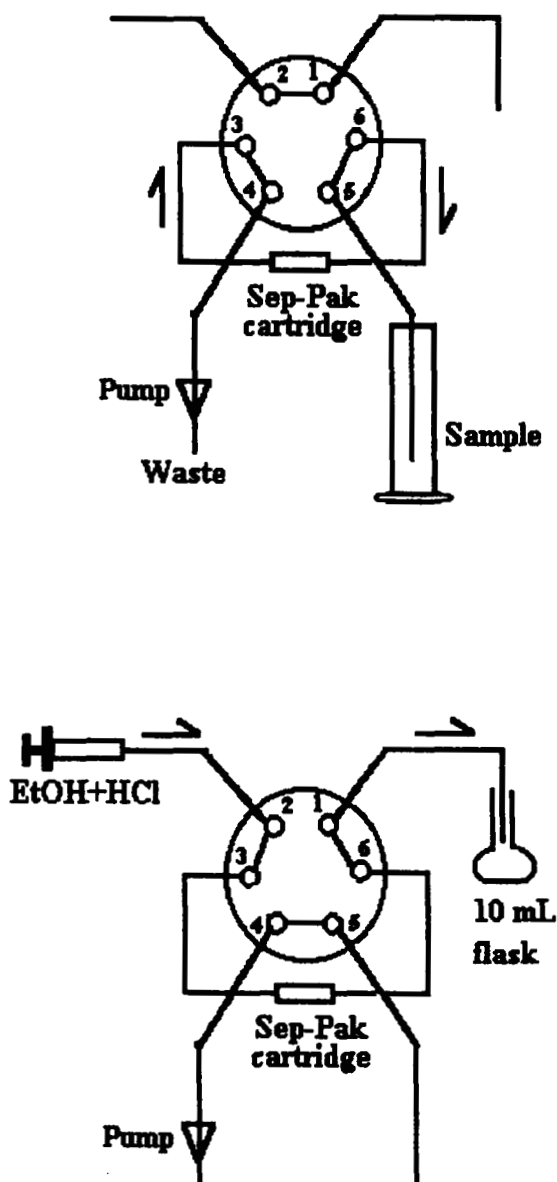 2 1
3 6
4 5
Sep-Pak
cartridge
Pump
Waste
Sample
EtOH+HCl
2 1
3 6
4 5
10 mL
flask
Sep-Pak
cartridge
Pump